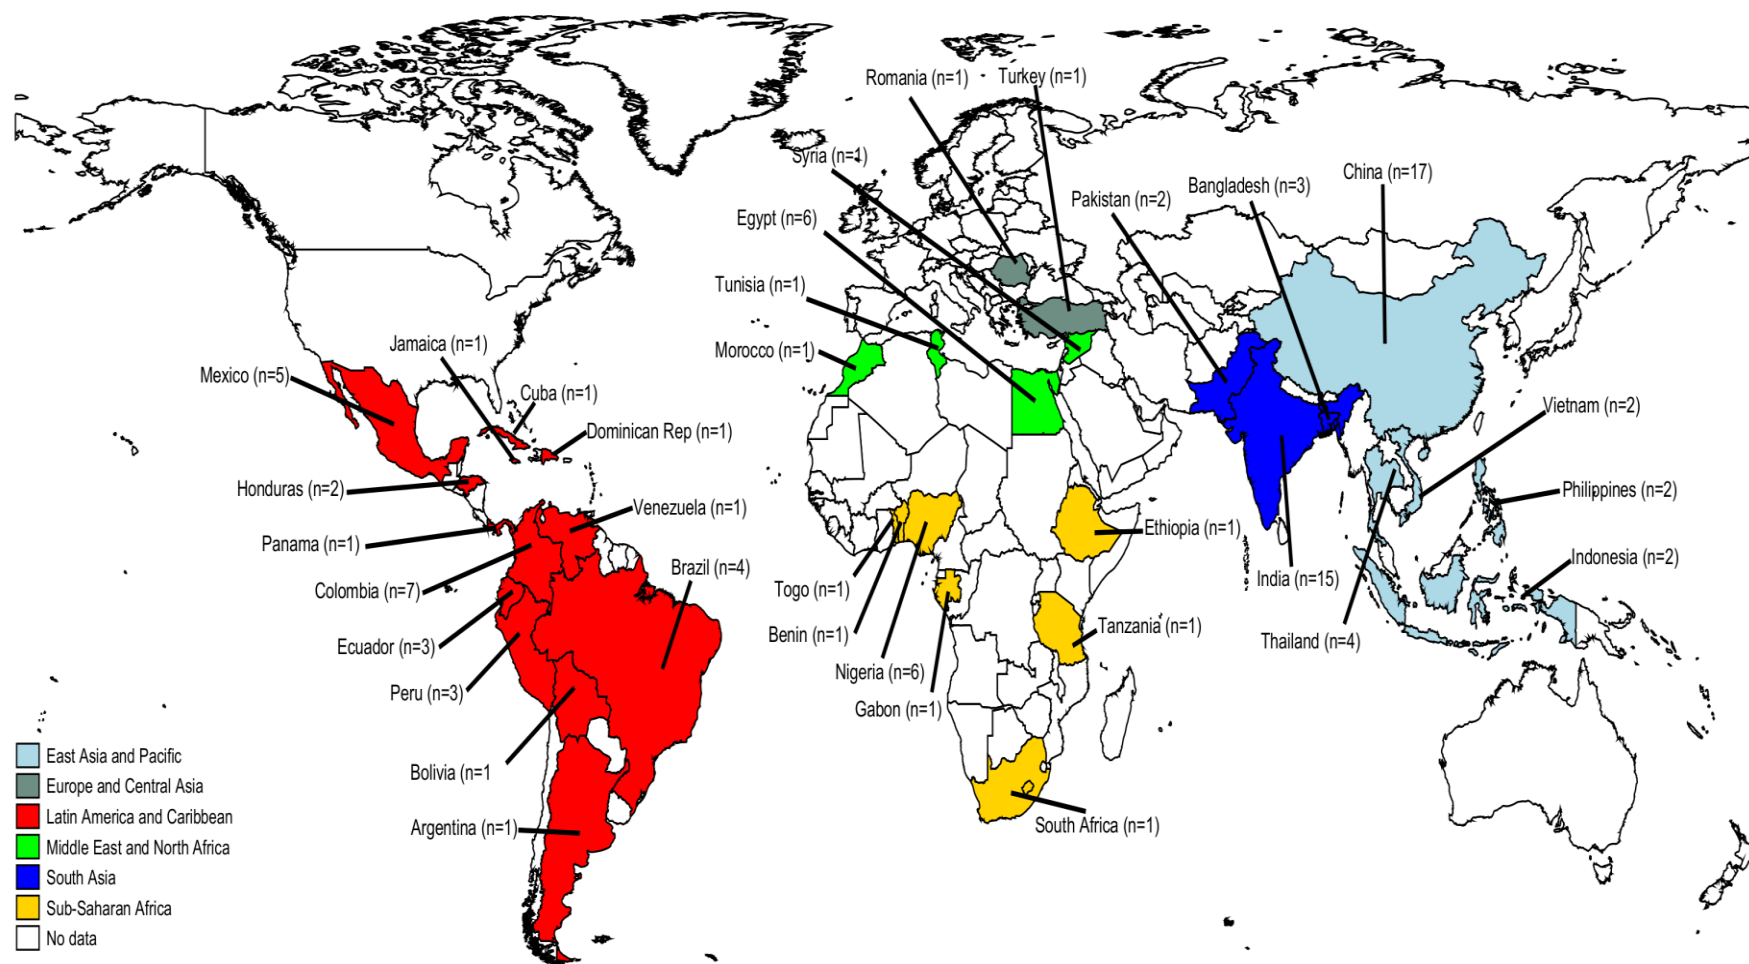 Romania (n=1)
Turkey (n=1)
Syria (n=1)
China (n=17)
Bangladesh (n=3)
Pakistan (n=2)
Egypt (n=6)
Tunisia (n=1)
Jamaica (n=1)
Morocco (n=1)
Mexico (n=5)
Cuba (n=1)
Vietnam (n=2)
Dominican Rep (n=1)
Honduras (n=2)
Philippines (n=2)
Venezuela (n=1)
Ethiopia (n=1)
Panama (n=1)
Indonesia (n=2)
Brazil (n=4)
India (n=15)
Colombia (n=7)
Togo (n=1)
Tanzania (n=1)
Benin (n=1)
Thailand (n=4)
Ecuador (n=3)
Nigeria (n=6)
Peru (n=3)
Gabon (n=1)
Bolivia (n=1
South Africa (n=1)
Argentina (n=1)
East Asia and Pacific
Europe and Central Asia
Latin America and Caribbean
Middle East and North Africa
South Asia
Sub-Saharan Africa
No data